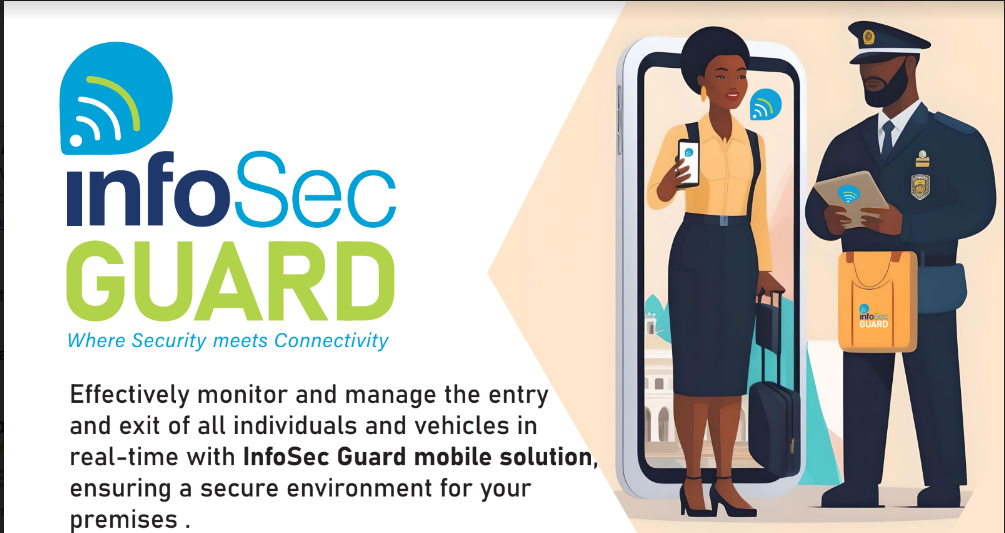 infoSec
GUARD
Where Security meets Connectivity
Effectively monitor and manage the entry
and exit of all individuals and vehicles in
real-time with InfoSec Guard mobile solution,
ensuring a secure environment for your
premises .
infoSec
GUARD